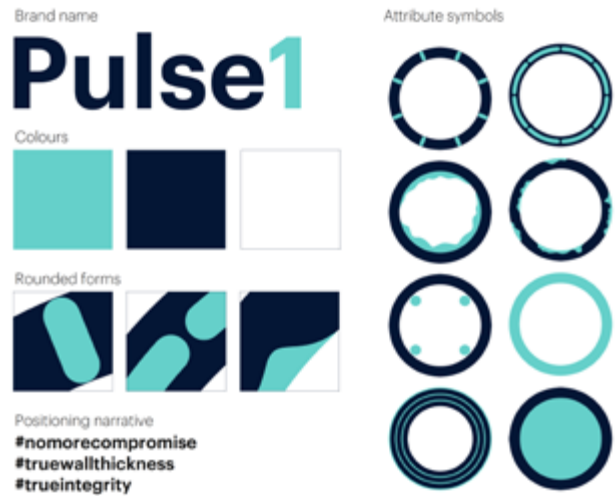 Brand name
Pulse1
Colours
Rounded forms
Positioning narrative
#nomorecompromise
#truewallthickness
#trueintegrity
Attribute symbols